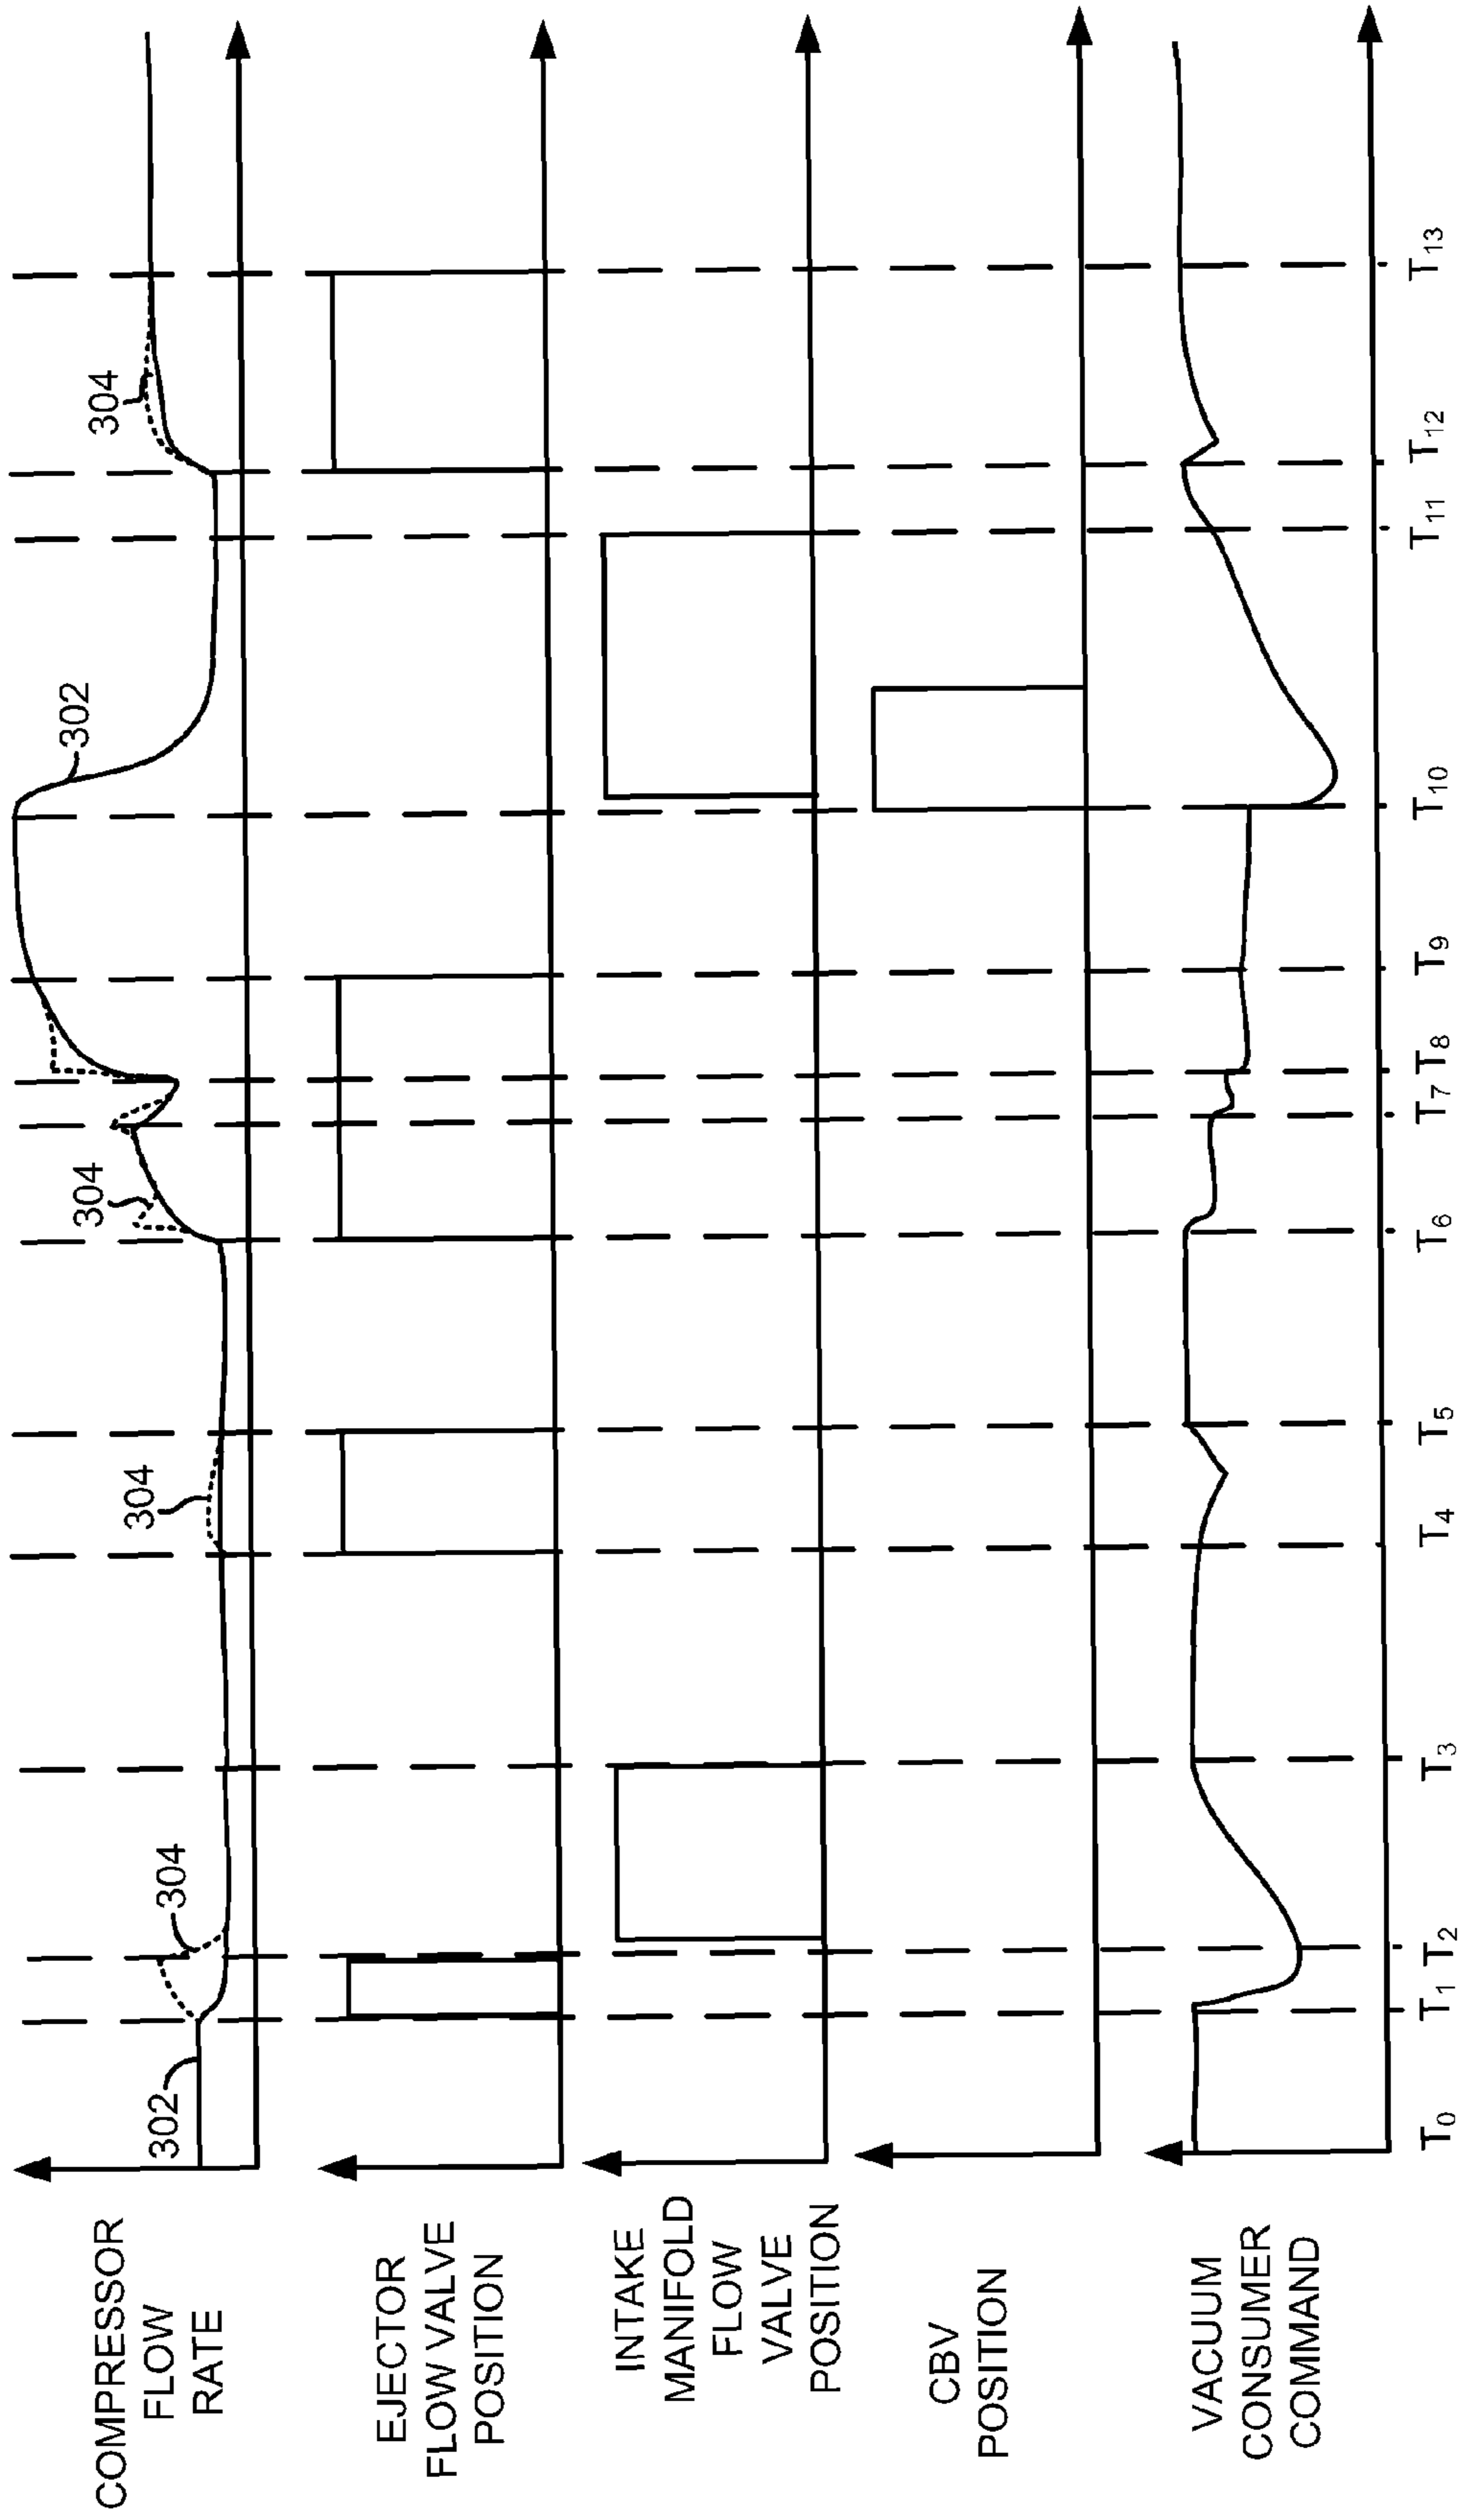 COMPRESSOR
FLOW
RATE
302
304
304
304
302
304
EJECTOR
FLOW VALVE
POSITION
INTAKE
MANIFOLD
FLOW
VALVE
POSITION
CBV
POSITION
VACUUM
CONSUMER
COMMAND
T0 T1 T2 T3 T4 T5 T6 T7 T8 T9 T10 T11 T12 T13